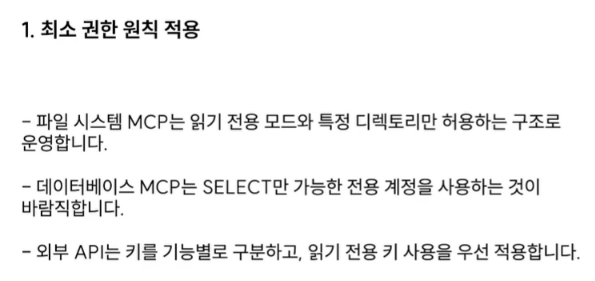 1. 최소 권한 원칙 적용
– 파일 시스템 MCP는 읽기 전용 모드와 특정 디렉토리만 허용하는 구조로
운영합니다.
– 데이터베이스 MCP는 SELECT만 가능한 전용 계정을 사용하는 것이
바람직합니다.
– 외부 API는 키를 기능별로 구분하고, 읽기 전용 키 사용을 우선 적용합니다.